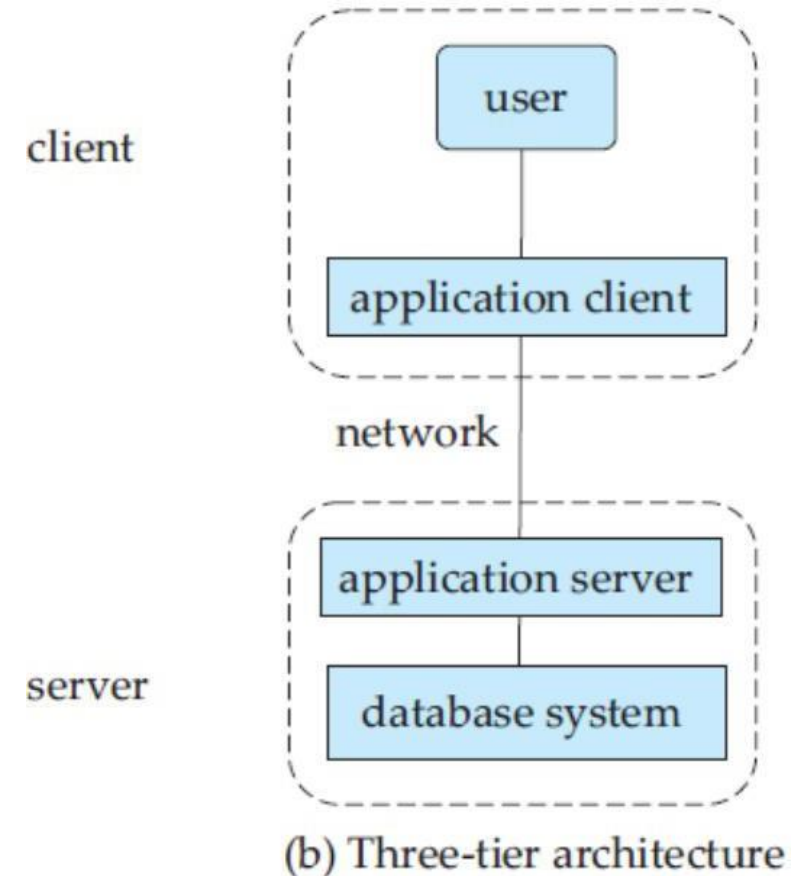 user
client
application client
network
application server
server
database system
(b) Three-tier architecture